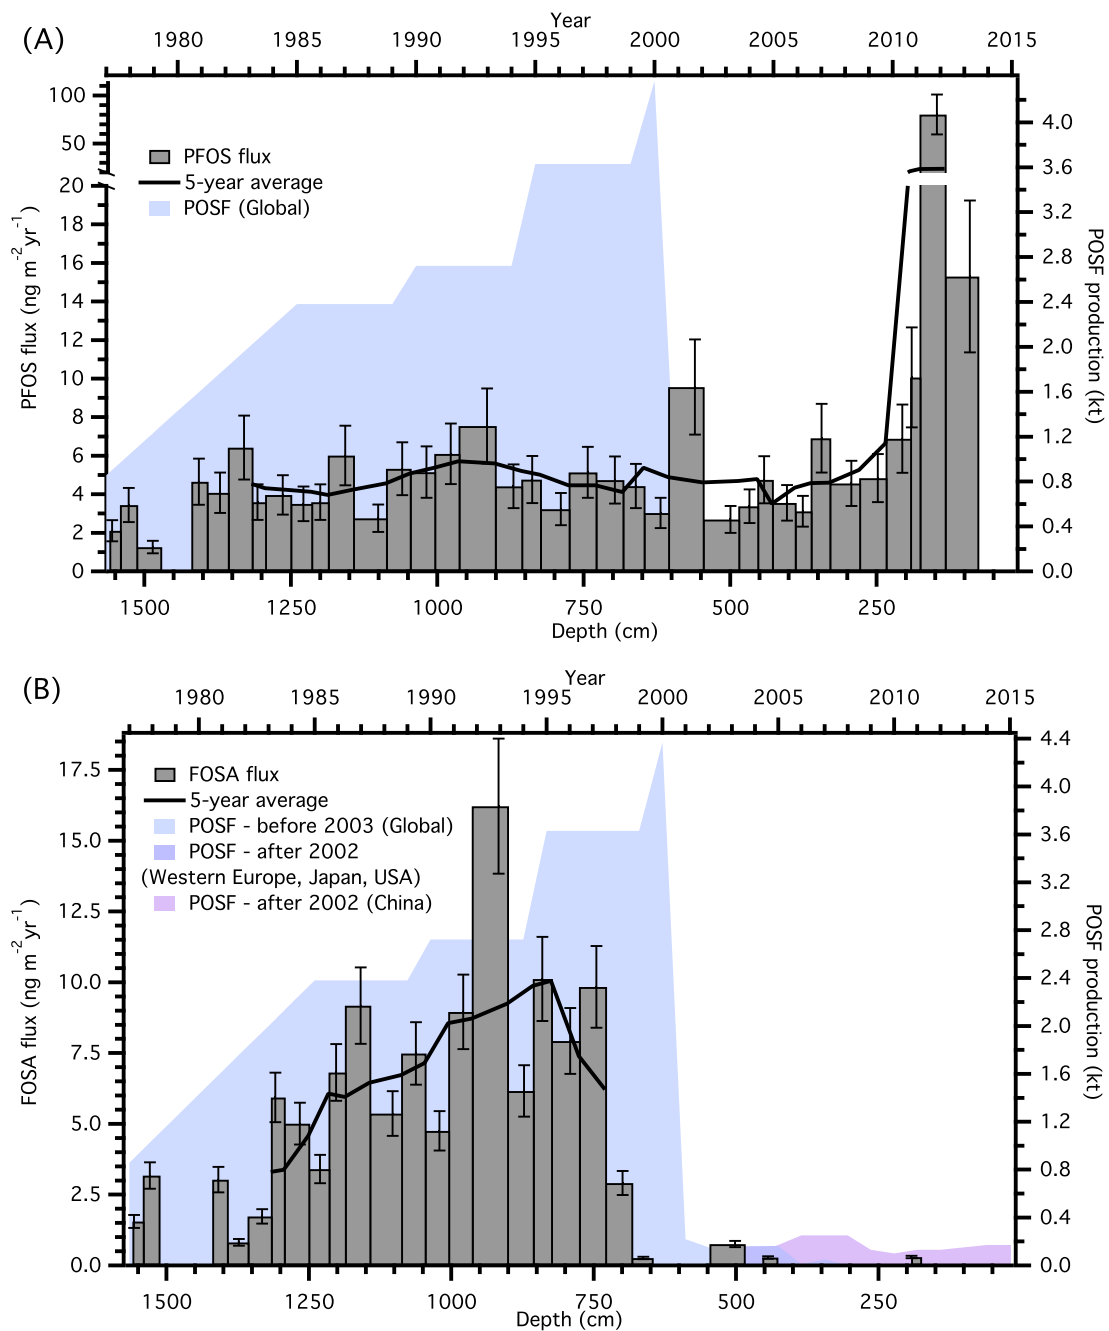 (A)
Year
1980 1985 1990 1995 2000 2005 2010 2015
100
50
20
18
16
14
12
10
8
6
4
2
0
PFOS flux (ng m-2yr-1)
PFOS flux
5-year average
POSF (Global)
4.0
3.6
3.2
2.8
2.4
2.0
1.6
1.2
0.8
0.4
0.0
POSF production (kt)
1500 1250 1000 750 500 250
Depth (cm)
(B)
Year
1980 1985 1990 1995 2000 2005 2010 2015
17.5
15.0
12.5
10.0
7.5
5.0
2.5
0.0
FOSA flux (ng m-2yr-1)
FOSA flux
5-year average
POSF - before 2003 (Global)
POSF - after 2002
(Western Europe, Japan, USA)
POSF - after 2002 (China)
4.4
4.0
3.6
3.2
2.8
2.4
2.0
1.6
1.2
0.8
0.4
0.0
POSF production (kt)
1500 1250 1000 750 500 250
Depth (cm)